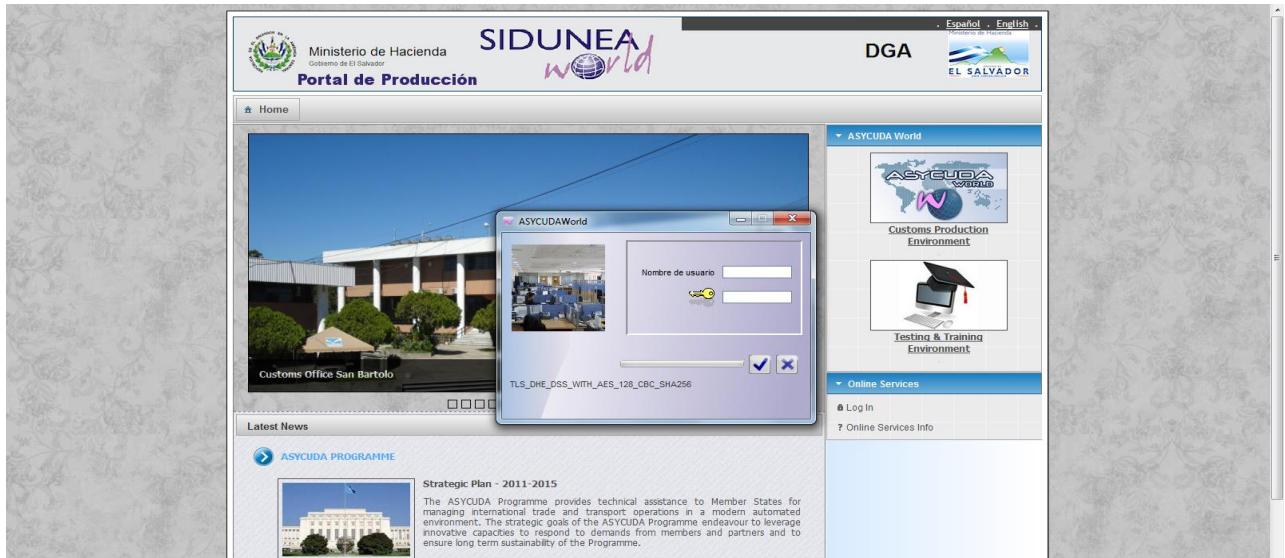 . Español . English .
Ministerio de Hacienda
Gobierno de El Salvador
Portal de Producción
SIDUNEA
world
DGA
Ministerio de Hacienda
EL SALVADOR
Home
ASYCUDA World
ASYCUDA
WORLD
Customs Production
Environment
Testing & Training
Environment
ASYCUDAWorld
Nombre de usuario
TLS_DHE_DSS_WITH_AES_128_CBC_SHA256
Customs Office San Bartolo
Online Services
Log In
? Online Services Info
Latest News
ASYCUDA PROGRAMME
Strategic Plan - 2011-2015
The ASYCUDA Programme provides technical assistance to Member States for
managing international trade and transport operations in a modern automated
environment. The strategic goals of the ASYCUDA Programme endeavour to leverage
innovative capacities to respond to demands from members and partners and to
ensure long term sustainability of the Programme.